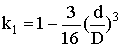 k₁ = 1 − 3/16 (d/D)³